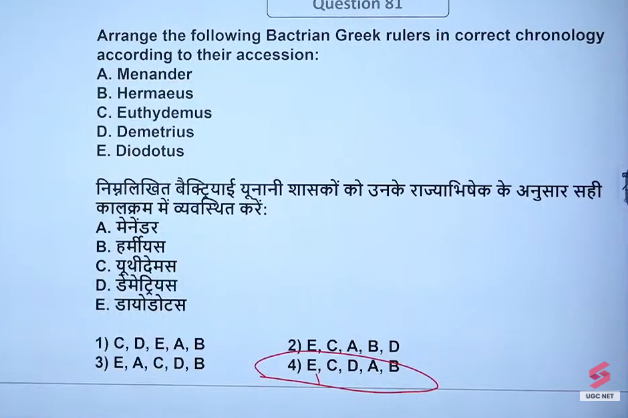 Question 81
Arrange the following Bactrian Greek rulers in correct chronology
according to their accession:
A. Menander
B. Hermaeus
C. Euthydemus
D. Demetrius
E. Diodotus
निम्नलिखित बैक्ट्रियाई यूनानी शासकों को उनके राज्याभिषेक के अनुसार सही
कालक्रम में व्यवस्थित करें:
A. मेनेंडर
B. हर्मीयस
C. यूथीदेमस
D. डेमेट्रियस
E. डायोडोटस
1) C, D, E, A, B 2) E, C, A, B, D
3) E, A, C, D, B 4) E, C, D, A, B
UGC NET